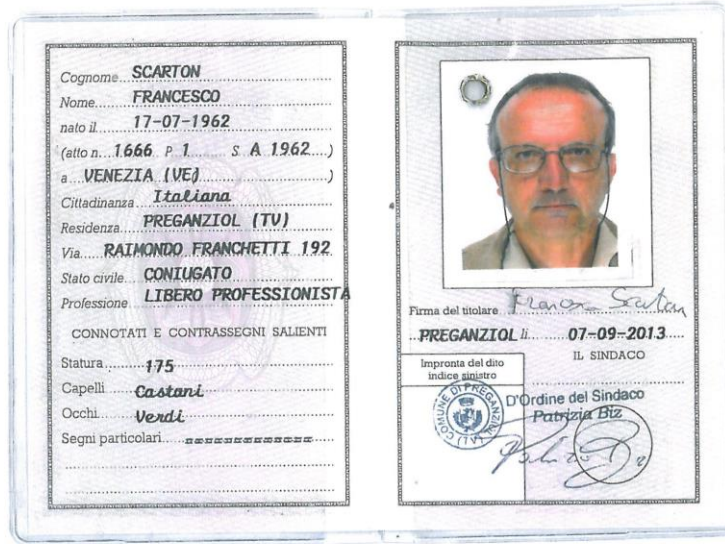 Cognome SCARTON
Nome FRANCESCO
nato il 17-07-1962
(atto n. 1666 P 1 S A 1962)
a VENEZIA (VE) )
Cittadinanza Italiana
Residenza PREGANZIOL (TV)
Via RAIMONDO FRANCHETTI 192
Stato civile CONIUGATO
Professione LIBERO PROFESSIONISTA
CONNOTATI E CONTRASSEGNI SALIENTI
Statura 175
Capelli Castani
Occhi Verdi
Segni particolari ============
Firma del titolare Francesco Scarton
PREGANZIOL li 07-09-2013
IL SINDACO
Impronta del dito
indice sinistro
COMUNE DI PREGANZIOL
(TV)
D'Ordine del Sindaco
Patrizia Biz